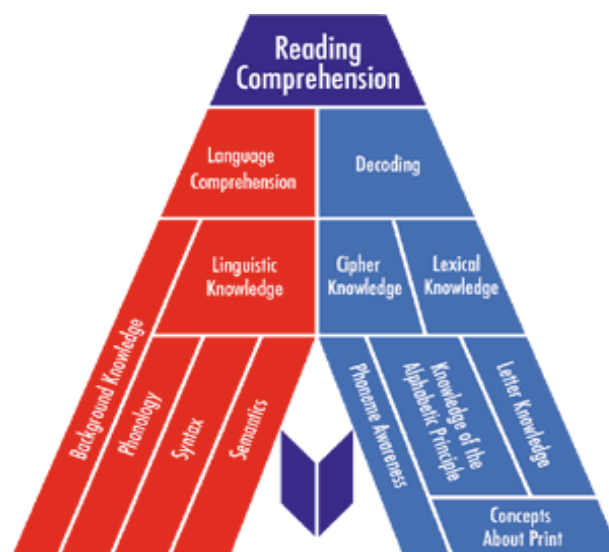 Reading
Comprehension
Language
Comprehension
Decoding
Linguistic
Knowledge
Cipher
Knowledge
Lexical
Knowledge
Background Knowledge
Phonology
Syntax
Semantics
Phoneme Awareness
Knowledge of the
Alphabetic Principle
Letter Knowledge
Concepts
About Print